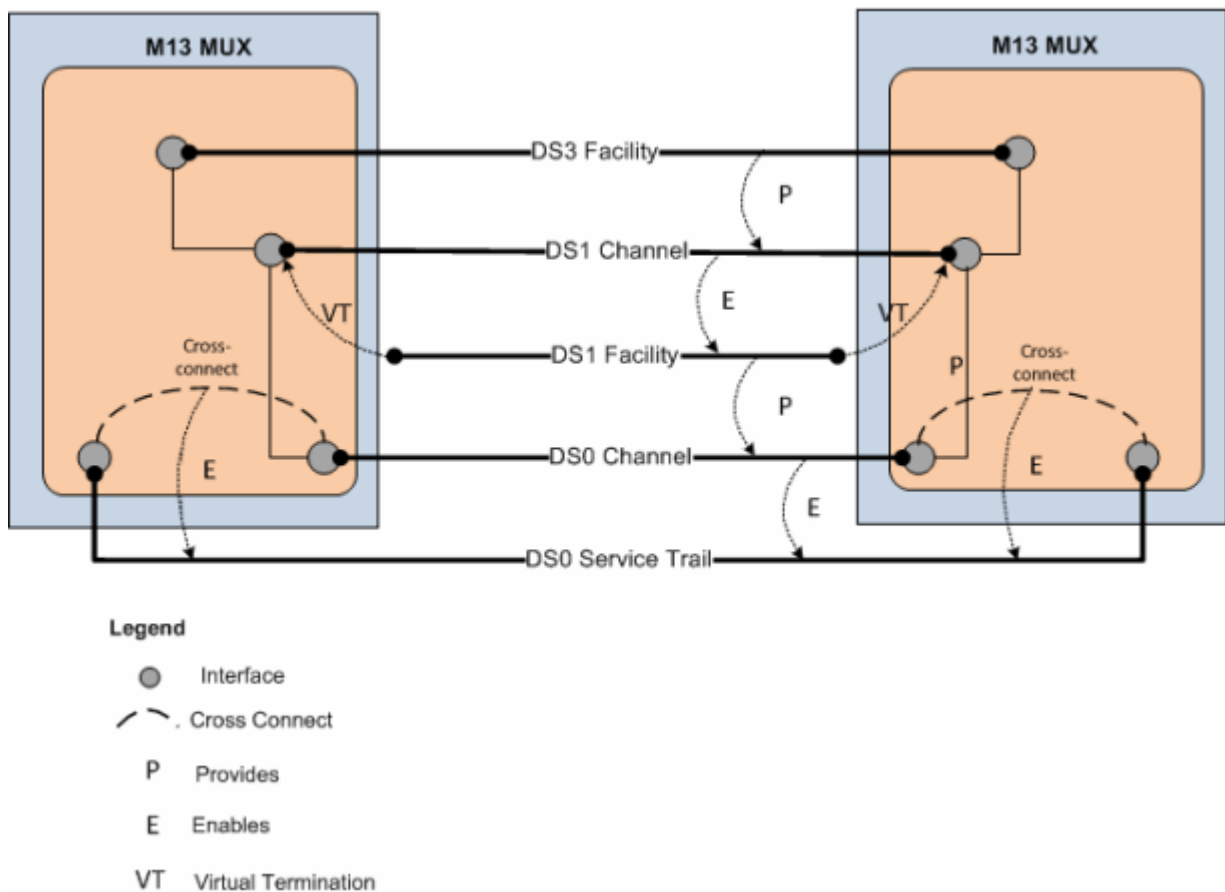 M13 MUX
M13 MUX
DS3 Facility
P
DS1 Channel
E
VT
VT
DS1 Facility
Cross-
connect
P
P
Cross-
connect
DS0 Channel
E
E
E
DS0 Service Trail
Legend
Interface
Cross Connect
P Provides
E Enables
VT Virtual Termination